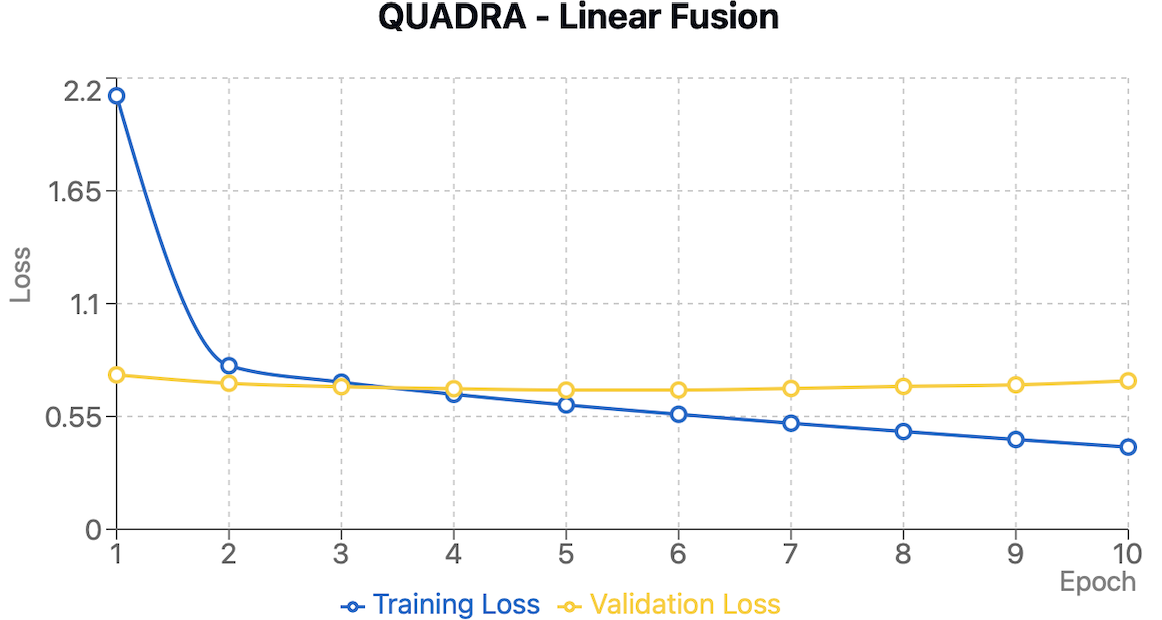 QUADRA - Linear Fusion
2.2
1.65
1.1
0.55
0
Loss
1 2 3 4 5 6 7 8 9 10
Epoch
Training Loss Validation Loss